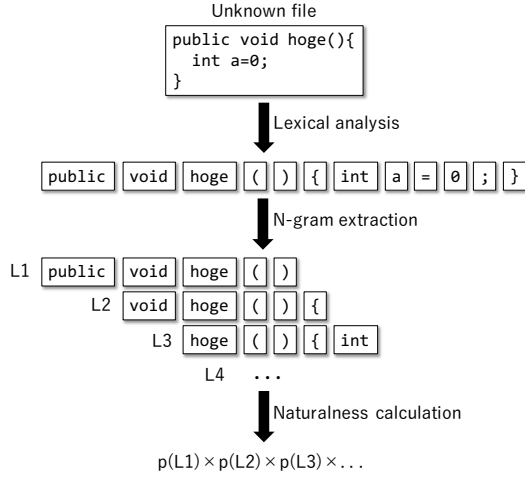 Unknown file
public void hoge(){
int a=0;
}
Lexical analysis
public void hoge ( ) { int a = 0 ; }
N-gram extraction
L1 public void hoge ( )
L2 void hoge ( ) {
L3 hoge ( ) { int
L4 ...
Naturalness calculation
p(L1) × p(L2) × p(L3) × ...